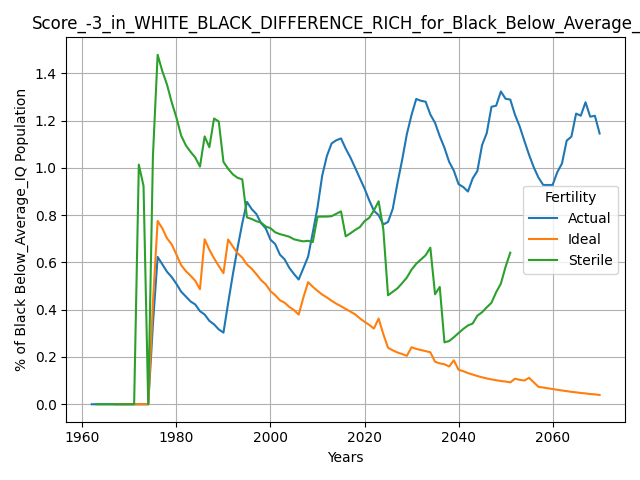 Score_-3_in_WHITE_BLACK_DIFFERENCE_RICH_for_Black_Below_Average_
% of Black Below_Average_IQ Population
1.4
1.2
1.0
0.8
0.6
0.4
0.2
0.0
Fertility
Actual
Ideal
Sterile
1960 1980 2000 2020 2040 2060
Years